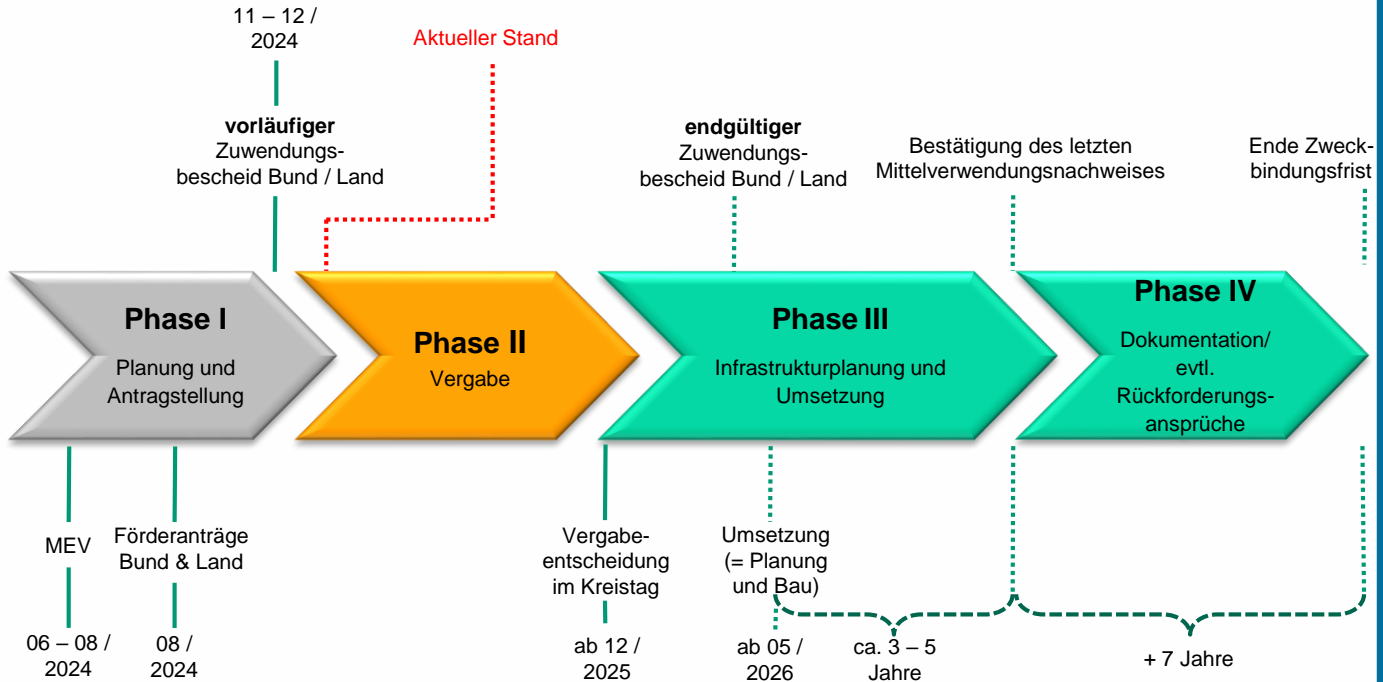 11 – 12 /
2024
Aktueller Stand
vorläufiger
Zuwendungs-
bescheid Bund / Land
endgültiger
Zuwendungs-
bescheid Bund / Land
Bestätigung des letzten
Mittelverwendungsnachweises
Ende Zweck-
bindungsfrist
Phase I
Planung und
Antragstellung
Phase II
Vergabe
Phase III
Infrastrukturplanung und
Umsetzung
Phase IV
Dokumentation/
evtl.
Rückforderungs-
ansprüche
MEV
Förderanträge
Bund & Land
Vergabe-
entscheidung
im Kreistag
Umsetzung
(= Planung
und Bau)
06 – 08 /
2024
08 /
2024
ab 12 /
2025
ab 05 /
2026
ca. 3 – 5
Jahre
+ 7 Jahre